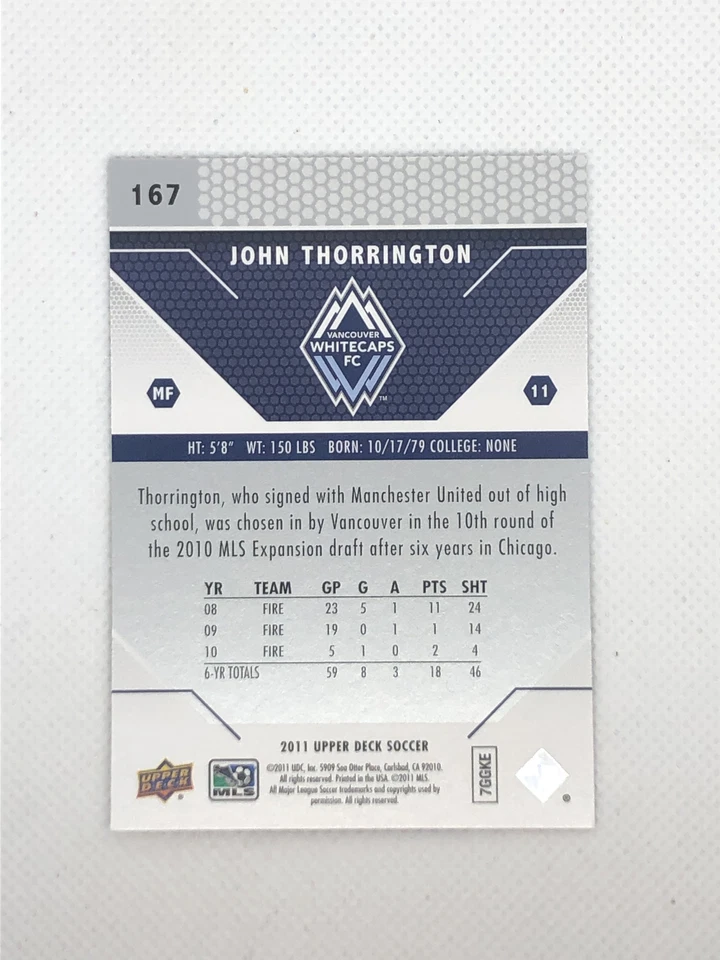 167
JOHN THORRINGTON
VANCOUVER
WHITECAPS
FC
TM
MF
11
HT: 5'8" WT: 150 LBS BORN: 10/17/79 COLLEGE: NONE
Thorrington, who signed with Manchester United out of high
school, was chosen in by Vancouver in the 10th round of
the 2010 MLS Expansion draft after six years in Chicago.
YR TEAM GP G A PTS SHT
08 FIRE 23 5 1 11 24
09 FIRE 19 0 1 1 14
10 FIRE 5 1 0 2 4
6-YR TOTALS 59 8 3 18 46
2011 UPPER DECK SOCCER
©2011 UDC, Inc. 5909 Sea Otter Place, Carlsbad, CA 92010.
All rights reserved. Printed in the USA. ©2011 MLS.
All Major League Soccer trademarks and copyrights used by
permission. All rights reserved.
UPPER
DECK
®
MLS
7GGKE
®